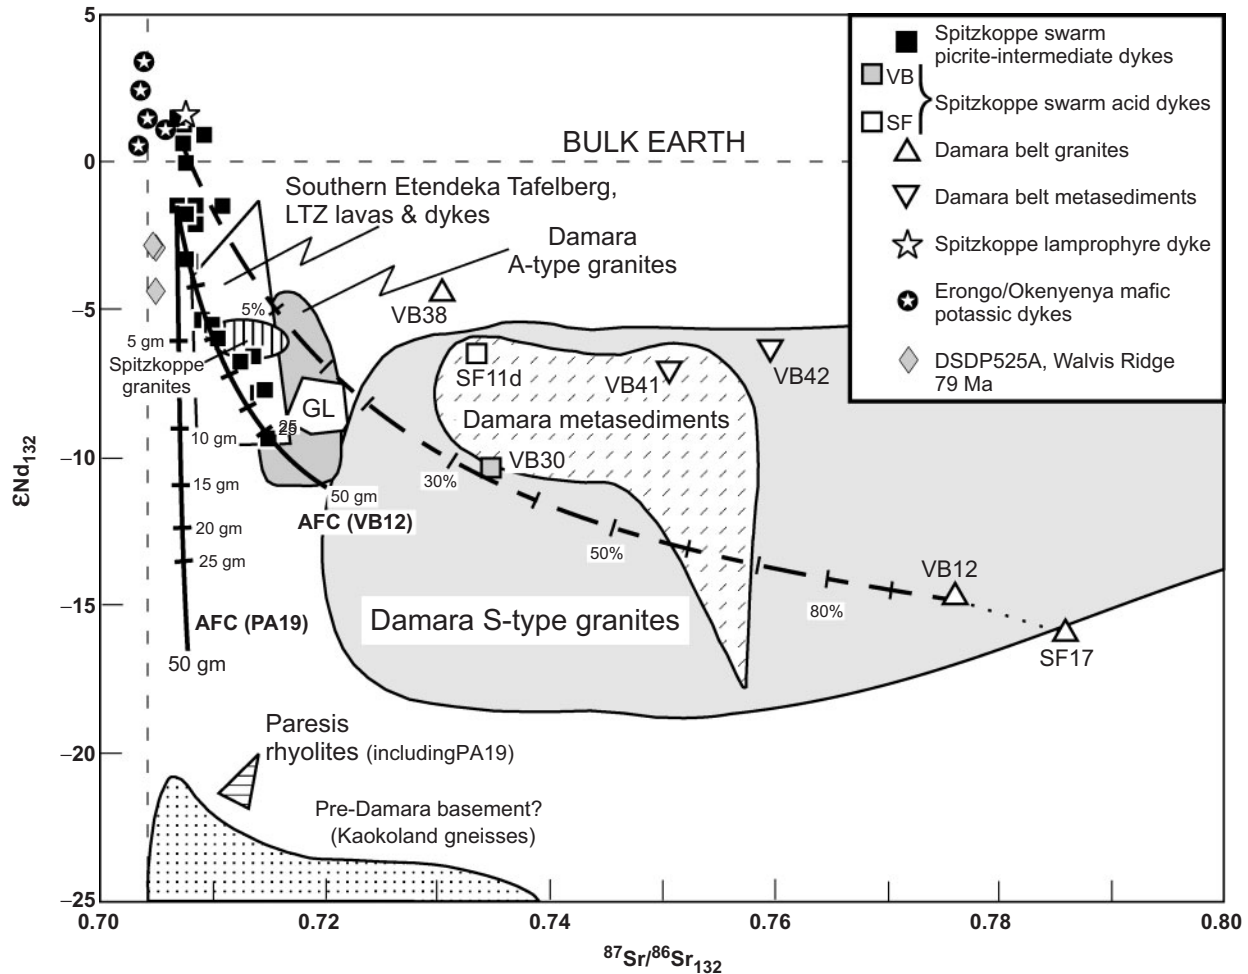 5
0
–5
–10
–15
–20
–25
εNd132
0.70
0.72
0.74
0.76
0.78
0.80
87Sr/86Sr132
Spitzkoppe swarm
picrite-intermediate dykes
VB
Spitzkoppe swarm acid dykes
SF
Damara belt granites
Damara belt metasediments
Spitzkoppe lamprophyre dyke
Erongo/Okenyenya mafic
potassic dykes
DSDP525A, Walvis Ridge
79 Ma
BULK EARTH
Southern Etendeka Tafelberg,
LTZ lavas & dykes
Damara
A-type granites
VB38
5%
5 gm
Spitzkoppe
granites
SF11d
VB41
VB42
GL
25
25
Damara metasediments
10 gm
VB30
30%
15 gm
50 gm
AFC (VB12)
20 gm
25 gm
50%
VB12
80%
AFC (PA19)
Damara S-type granites
SF17
50 gm
Paresis
rhyolites (includingPA19)
Pre-Damara basement?
(Kaokoland gneisses)